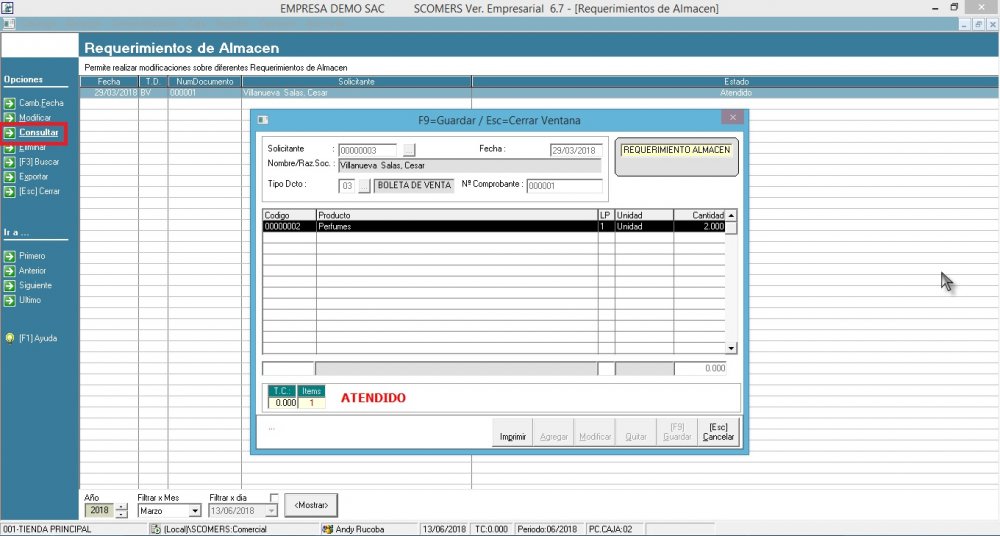 EMPRESA DEMO SAC SCOMERS Ver. Empresarial 6.7 - [Requerimientos de Almacen]
Requerimientos de Almacen
Permite realizar modificaciones sobre diferentes Requerimientos de Almacen
Opciones
Camb.Fecha
Modificar
Consultar
Eliminar
[F3] Buscar
Exportar
[Esc] Cerrar
Ir a ...
Primero
Anterior
Siguiente
Ultimo
[F1] Ayuda
Fecha T.D. NumDocumento Solicitante Estado
29/03/2018 BV 000001 Villanueva Salas, Cesar Atendido
F9=Guardar / Esc=Cerrar Ventana
Solicitante : 00000003 ... Fecha : 29/03/2018
REQUERIMIENTO ALMACEN
Nombre/Raz.Soc. : Villanueva Salas, Cesar
Tipo Dcto : 03 ... BOLETA DE VENTA Nº Comprobante : 000001
Codigo Producto LP Unidad Cantidad
00000002 Perfumes 1 Unidad 2.000
0.000
T.C.: Items
0.000 1
ATENDIDO
...
Imprimir Agregar Modificar Quitar [F9] Guardar [Esc] Cancelar
Año Filtrar x Mes Filtrar x dia
2018 Marzo 13/06/2018 <Mostrar>
001-TIENDA PRINCIPAL (Local)\SCOMERS:Comercial Andy Rucoba 13/06/2018 TC:0.000 Periodo:06/2018 PC.CAJA:02